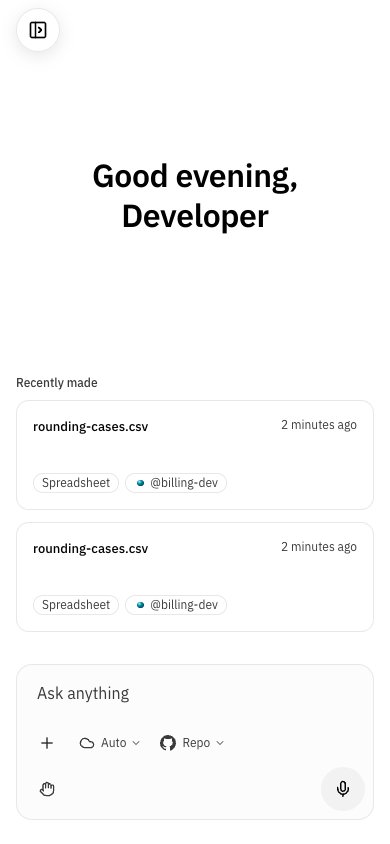 Good evening,
Developer
Recently made
rounding-cases.csv
2 minutes ago
Spreadsheet
@billing-dev
rounding-cases.csv
2 minutes ago
Spreadsheet
@billing-dev
Ask anything
Auto
Repo